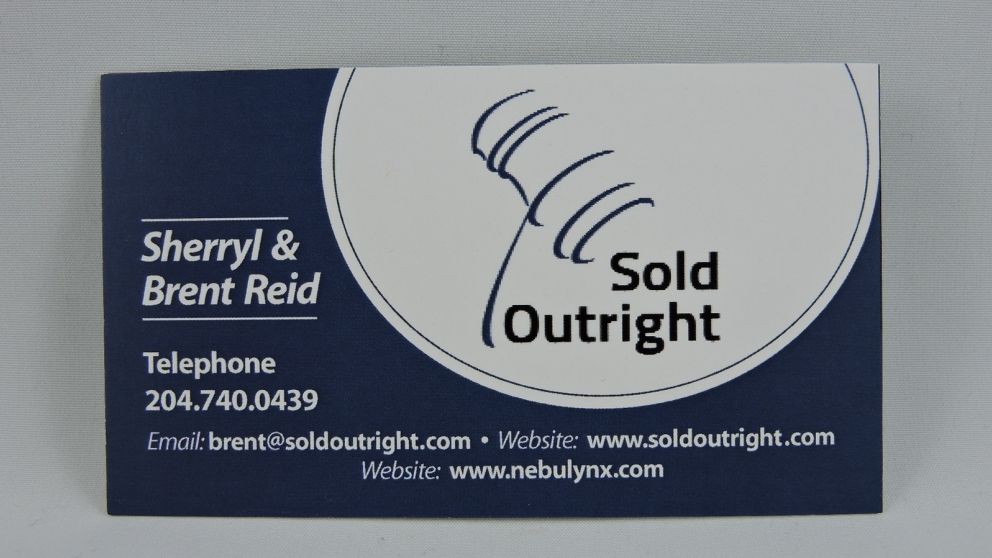 Sold
Outright
Sherryl &
Brent Reid
Telephone
204.740.0439
Email: brent@soldoutright.com • Website: www.soldoutright.com
Website: www.nebulynx.com